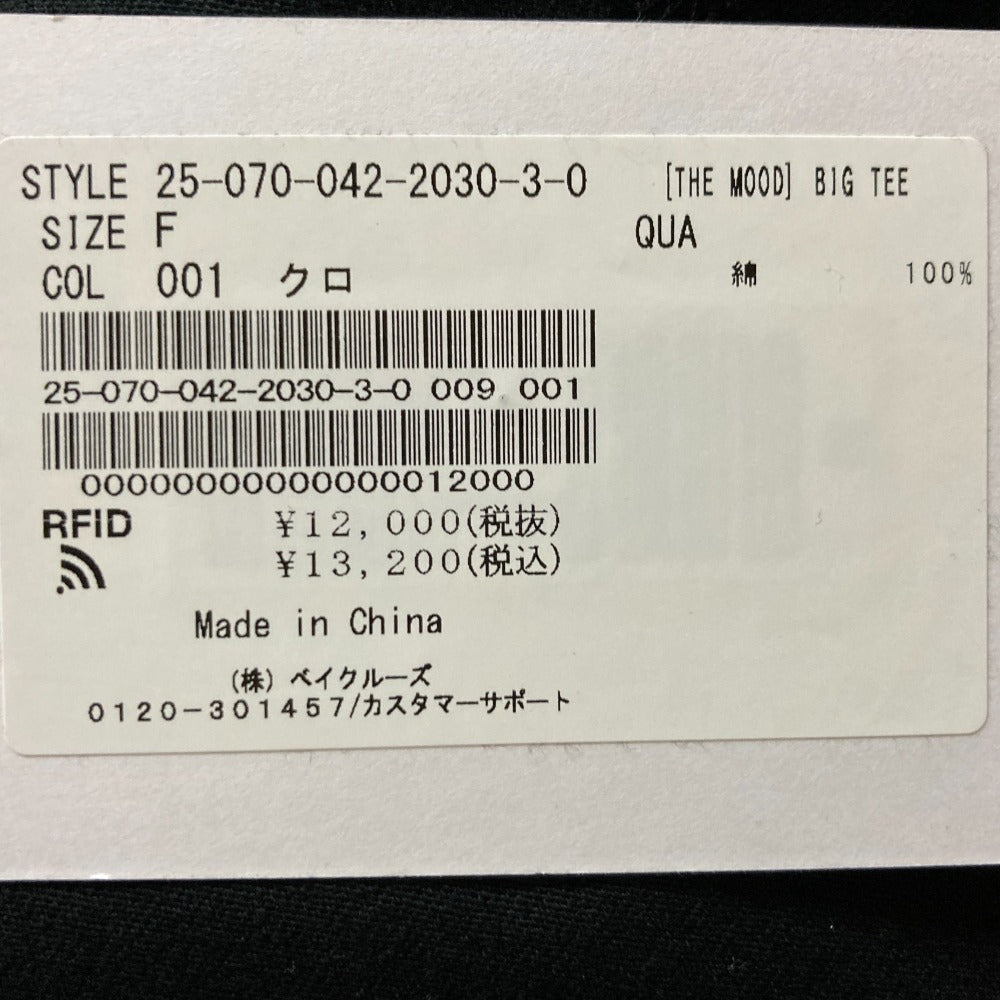 STYLE 25-070-042-2030-3-0 [THE MOOD] BIG TEE
SIZE F QUA
COL 001 クロ 綿 100%
25-070-042-2030-3-0 009 001
00000000000000012000
RFID ¥12,000(税抜)
¥13,200(税込)
Made in China
(株) ベイクルーズ
0120-301457/カスタマーサポート